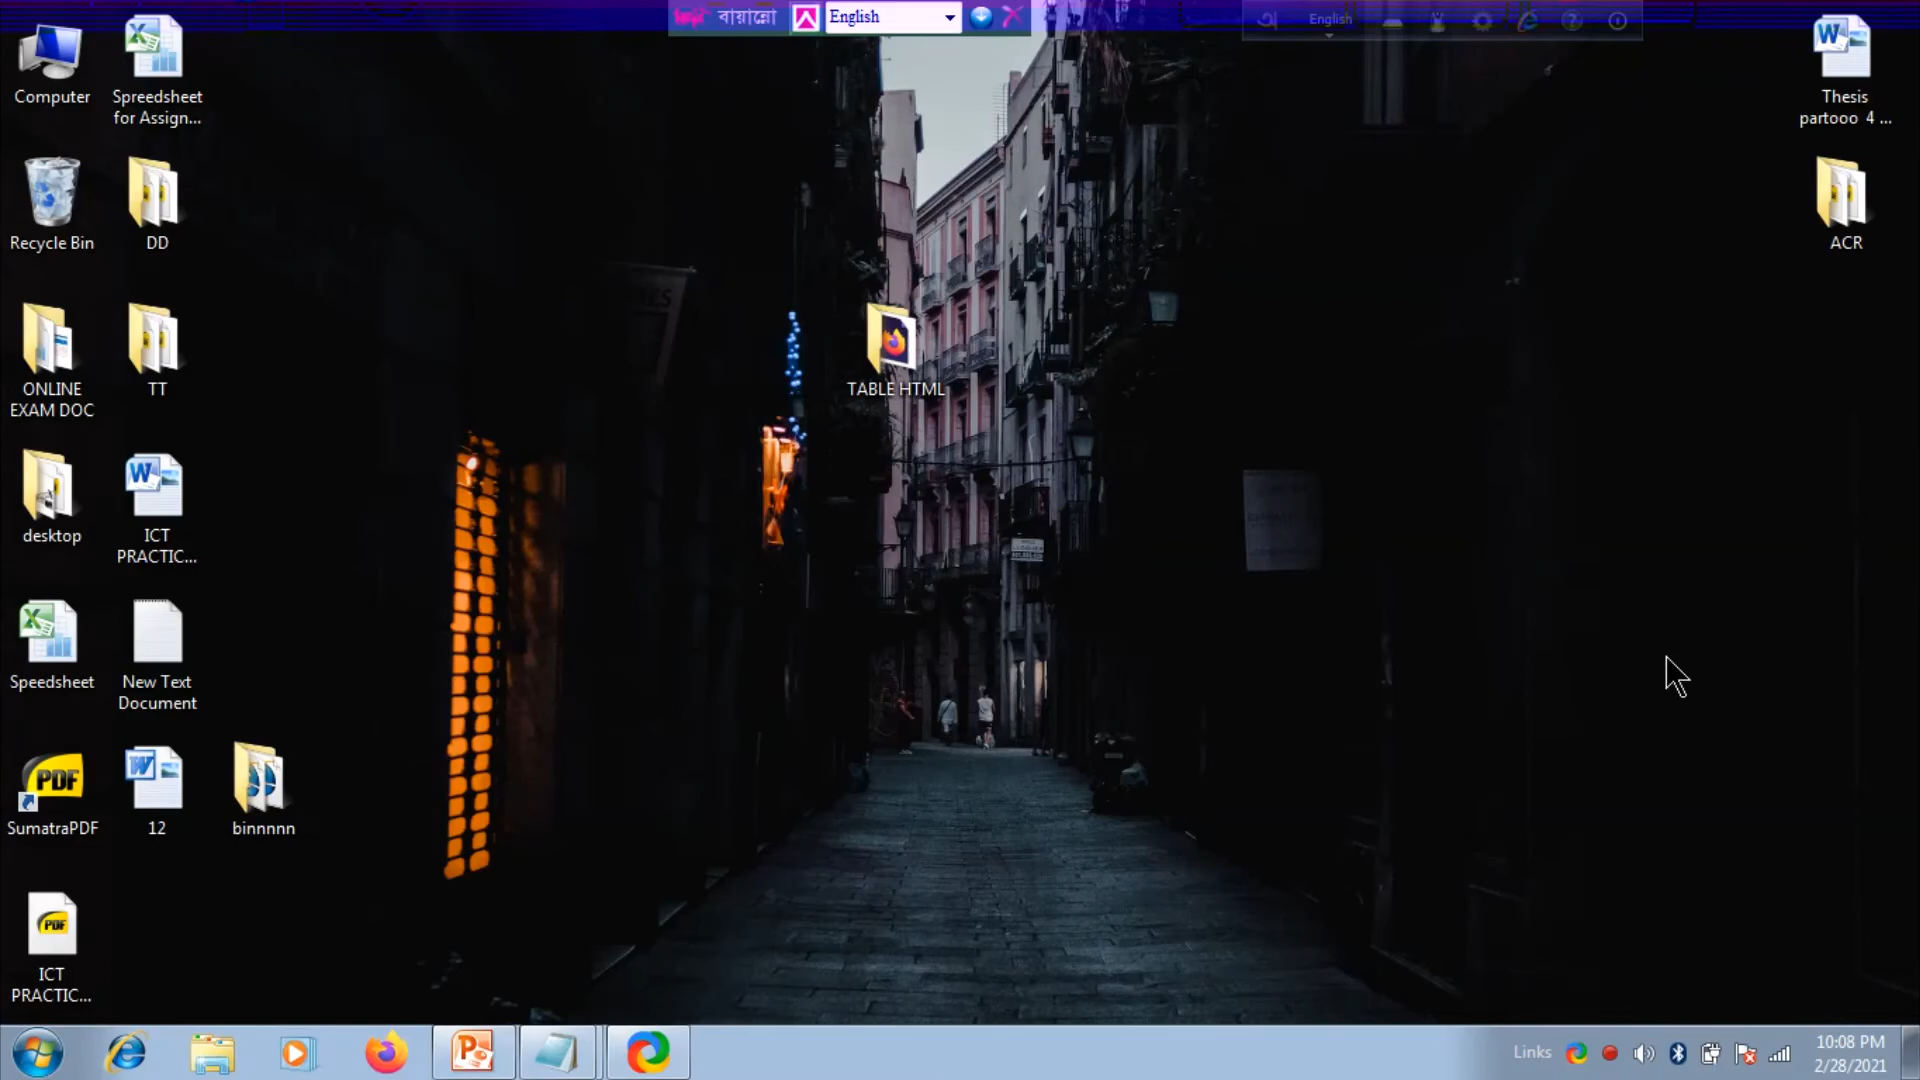 বায়ান্নো
English
English
Computer
Spreedsheet
for Assign...
Thesis
partooo 4 ...
Recycle Bin
DD
ACR
ONLINE
EXAM DOC
TT
TABLE HTML
desktop
ICT
PRACTIC...
Speedsheet
New Text
Document
SumatraPDF
12
binnnnn
PDF
PDF
ICT
PRACTIC...
Links
10:08 PM
2/28/2021